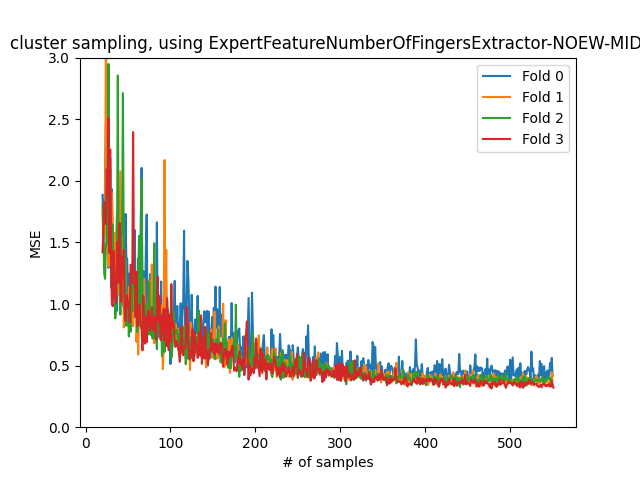 cluster sampling, using ExpertFeatureNumberOfFingersExtractor-NOEW-MID
3.0
2.5
2.0
1.5
1.0
0.5
0.0
MSE
Fold 0
Fold 1
Fold 2
Fold 3
0 100 200 300 400 500
# of samples